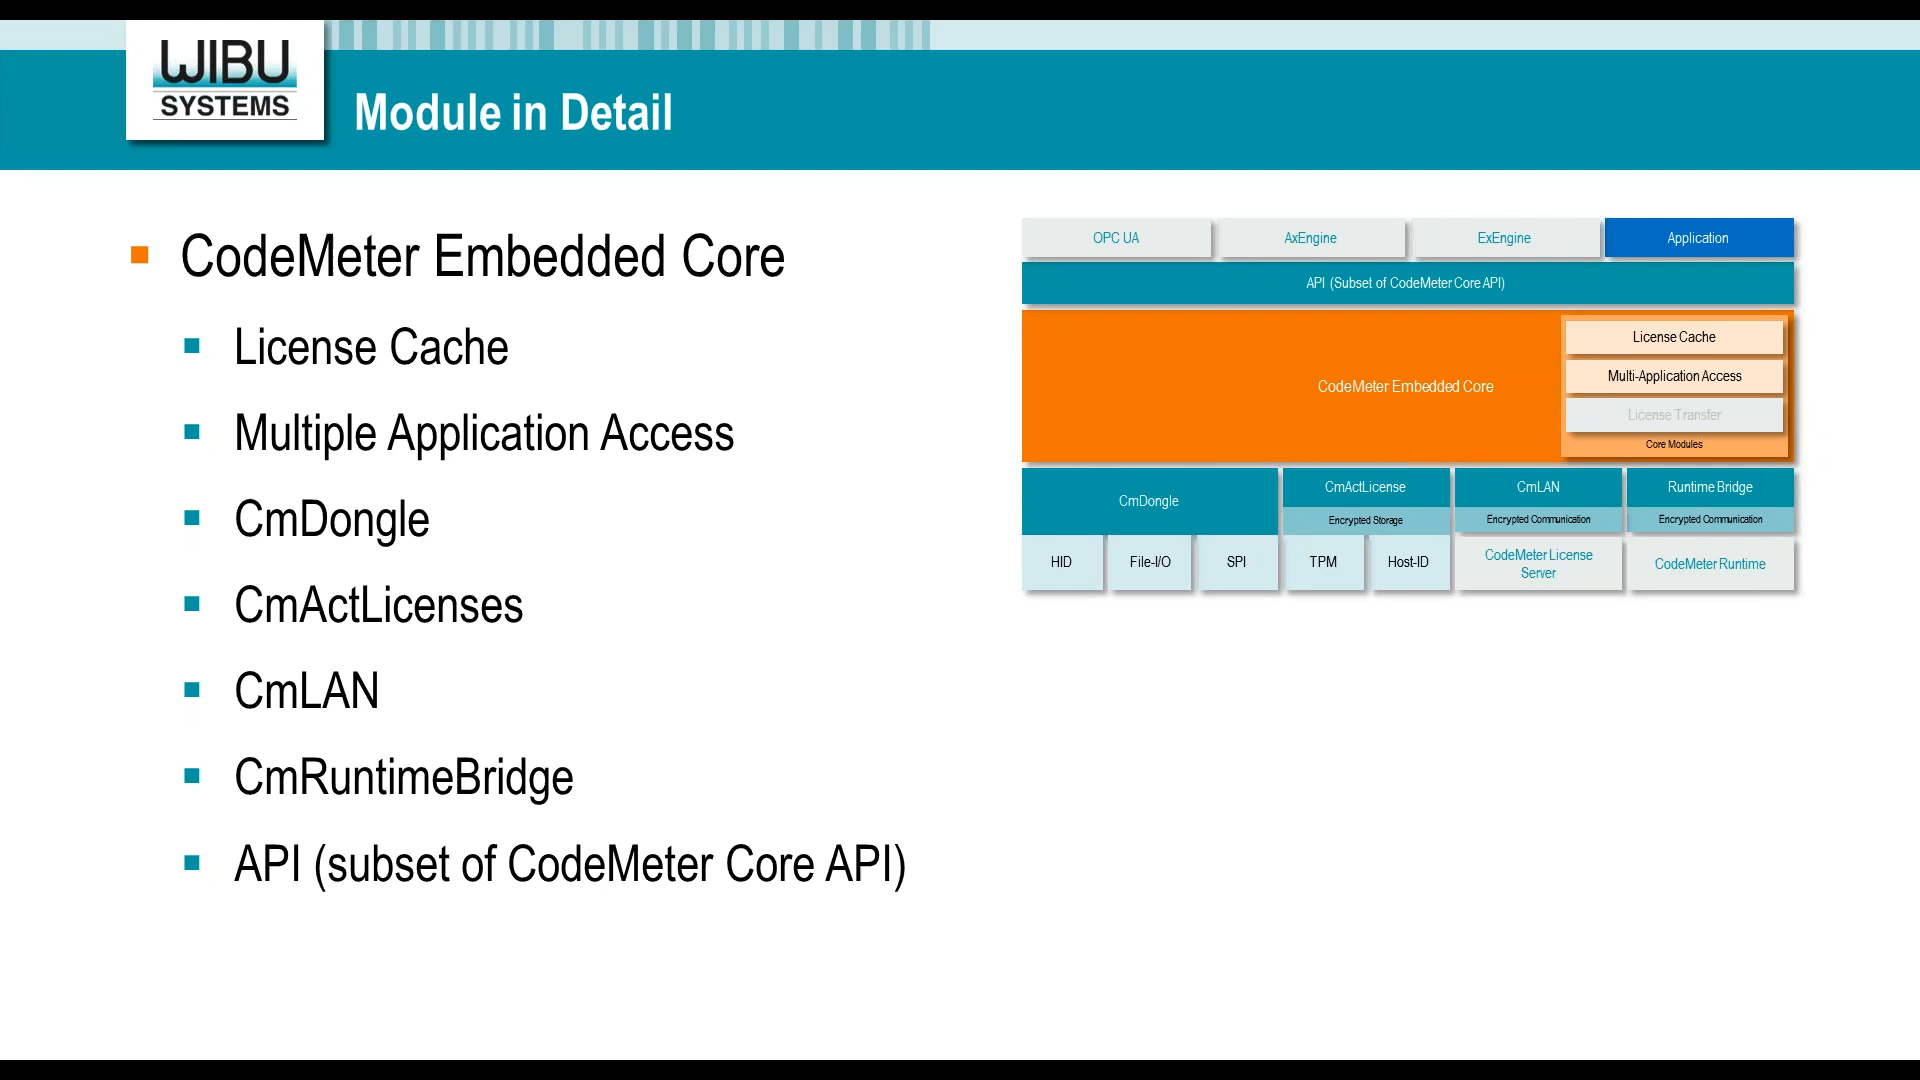 WIBU
SYSTEMS
Module in Detail
CodeMeter Embedded Core
License Cache
Multiple Application Access
CmDongle
CmActLicenses
CmLAN
CmRuntimeBridge
API (subset of CodeMeter Core API)
OPC UA
AxEngine
ExEngine
Application
API (Subset of CodeMeter Core API)
CodeMeter Embedded Core
License Cache
Multi-Application Access
License Transfer
Core Modules
CmDongle
CmActLicense
Encrypted Storage
CmLAN
Encrypted Communication
Runtime Bridge
Encrypted Communication
HID
File-I/O
SPI
TPM
Host-ID
CodeMeter License
Server
CodeMeter Runtime